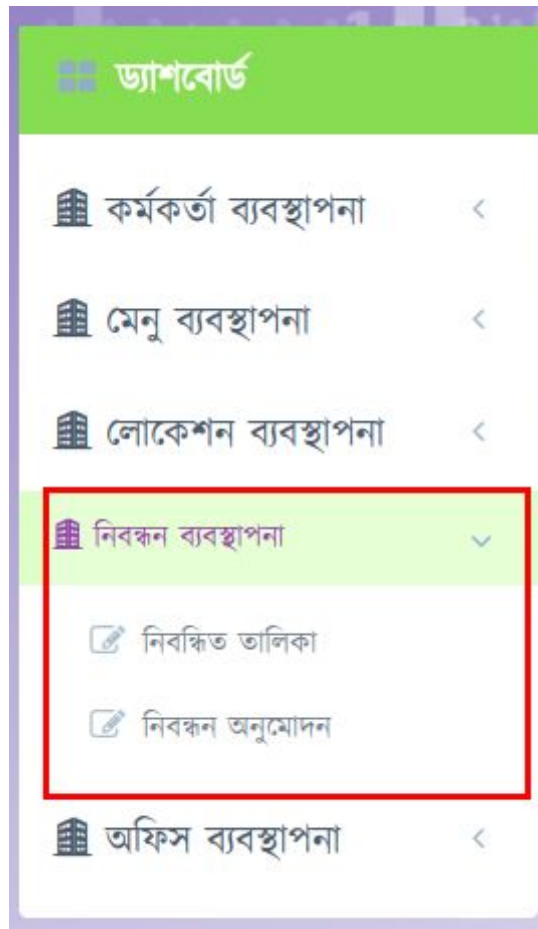 ড্যাশবোর্ড
কর্মকর্তা ব্যবস্থাপনা
মেনু ব্যবস্থাপনা
লোকেশন ব্যবস্থাপনা
নিবন্ধন ব্যবস্থাপনা
নিবন্ধিত তালিকা
নিবন্ধন অনুমোদন
অফিস ব্যবস্থাপনা